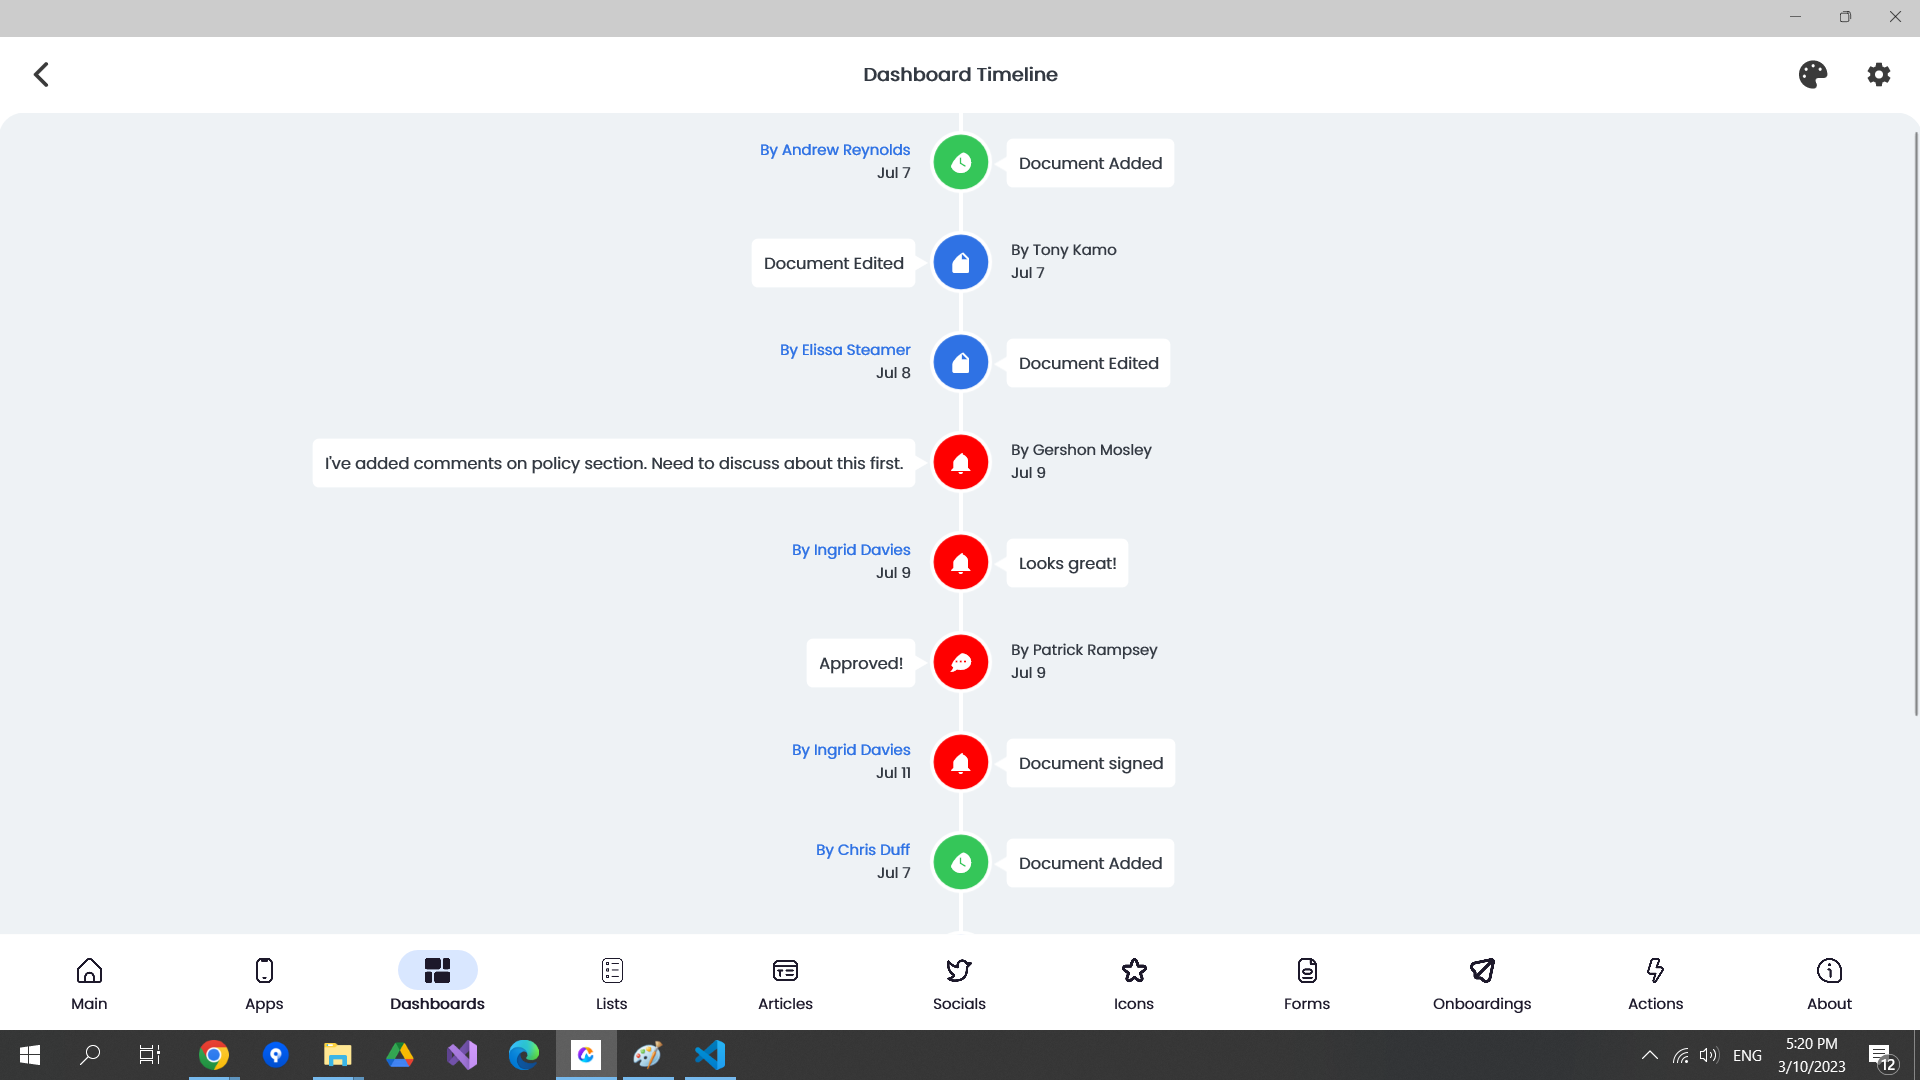 Dashboard Timeline
By Andrew Reynolds
Jul 7
Document Added
Document Edited
By Tony Kamo
Jul 7
By Elissa Steamer
Jul 8
Document Edited
I've added comments on policy section. Need to discuss about this first.
By Gershon Mosley
Jul 9
By Ingrid Davies
Jul 9
Looks great!
Approved!
By Patrick Rampsey
Jul 9
By Ingrid Davies
Jul 11
Document signed
By Chris Duff
Jul 7
Document Added
Main
Apps
Dashboards
Lists
Articles
Socials
Icons
Forms
Onboardings
Actions
About
ENG
5:20 PM
3/10/2023
12